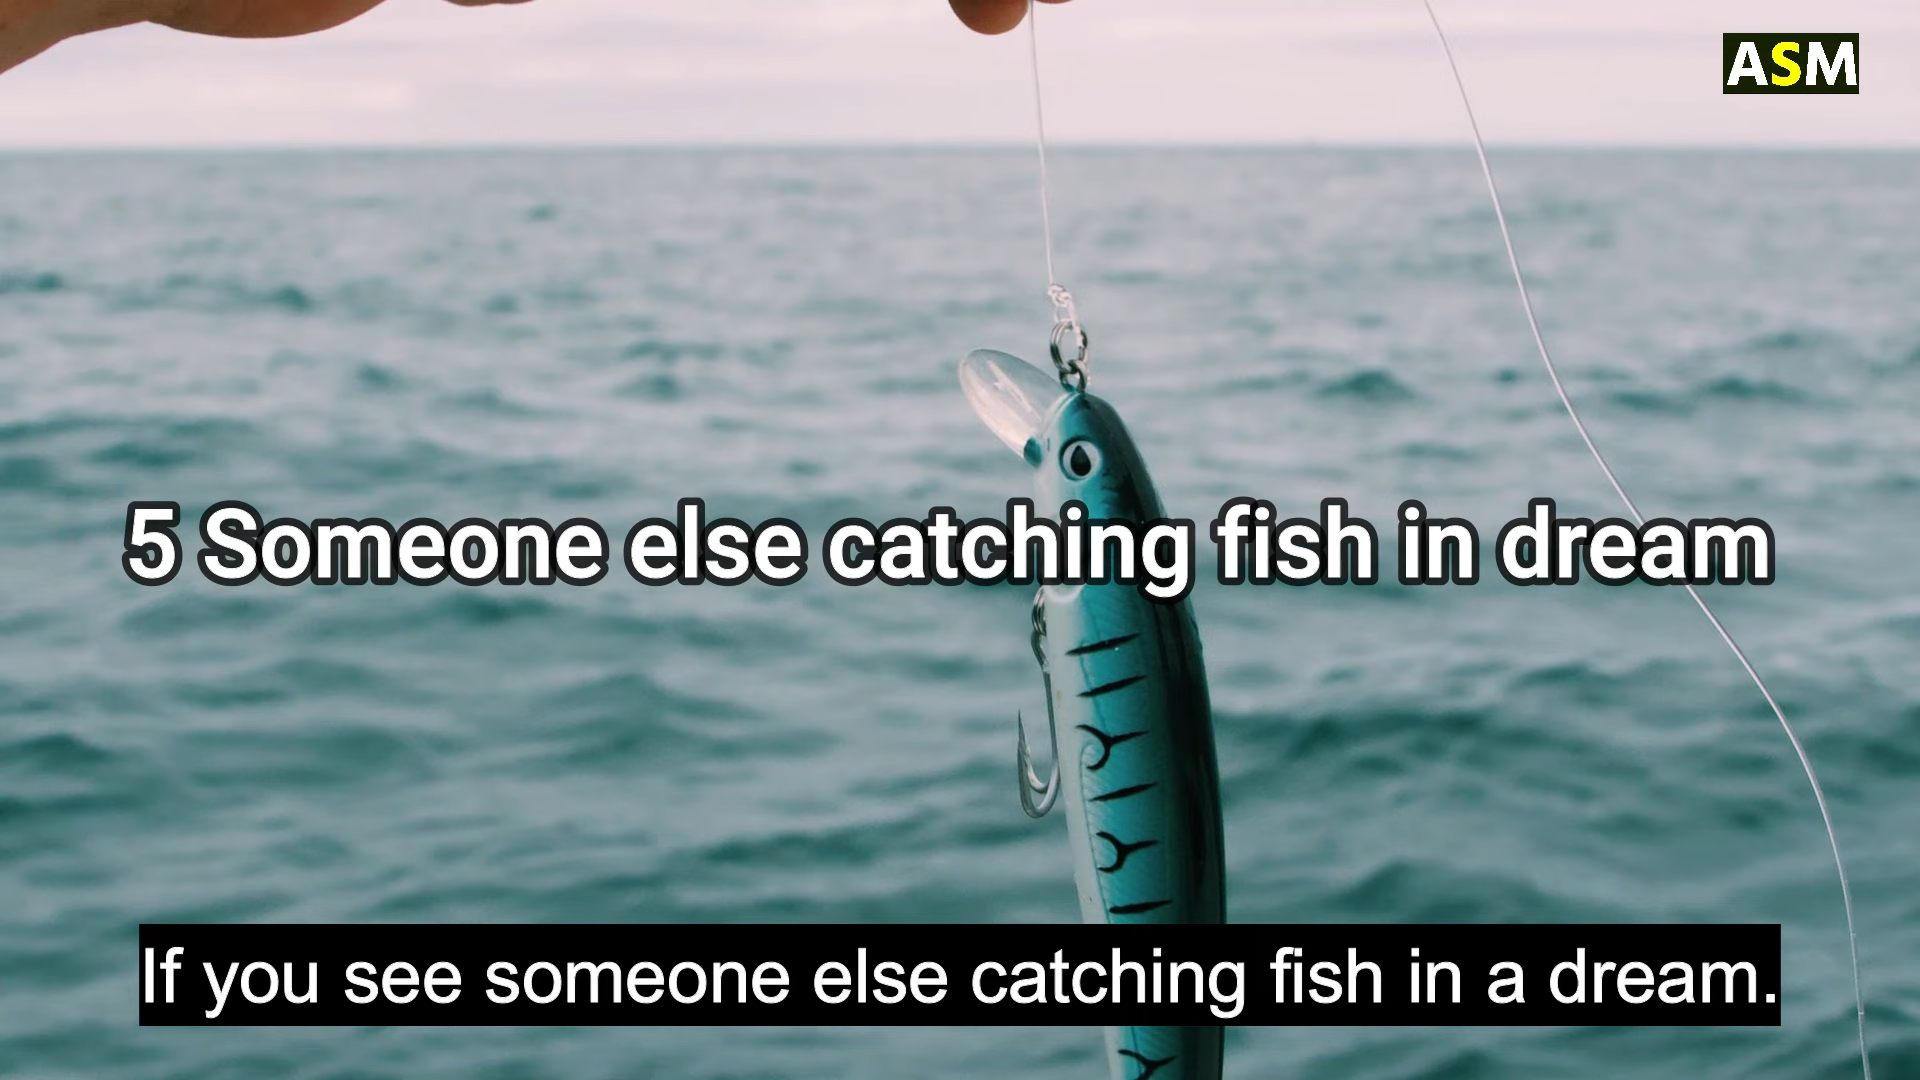 ASM
5 Someone else catching fish in dream
If you see someone else catching fish in a dream.